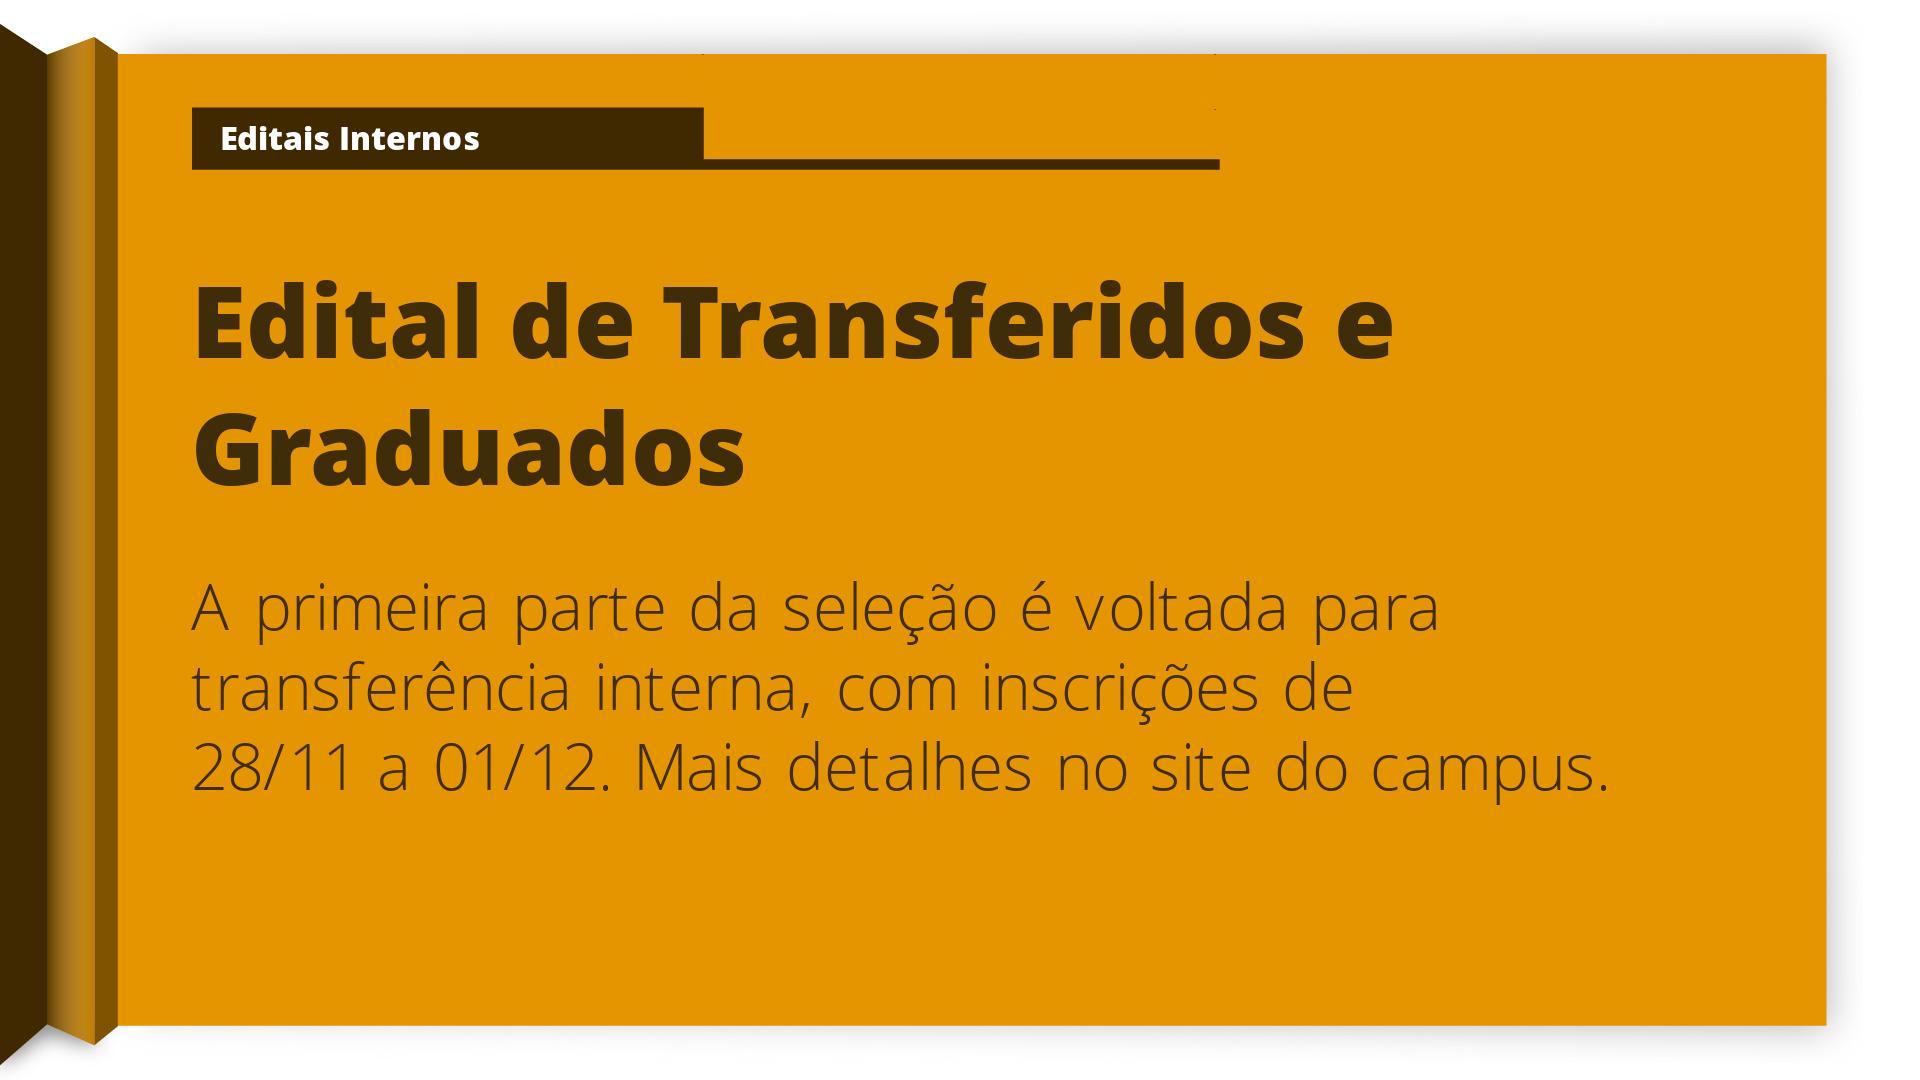 Editais Internos
Edital de Transferidos e
Graduados
A primeira parte da seleção é voltada para
transferência interna, com inscrições de
28/11 a 01/12. Mais detalhes no site do campus.